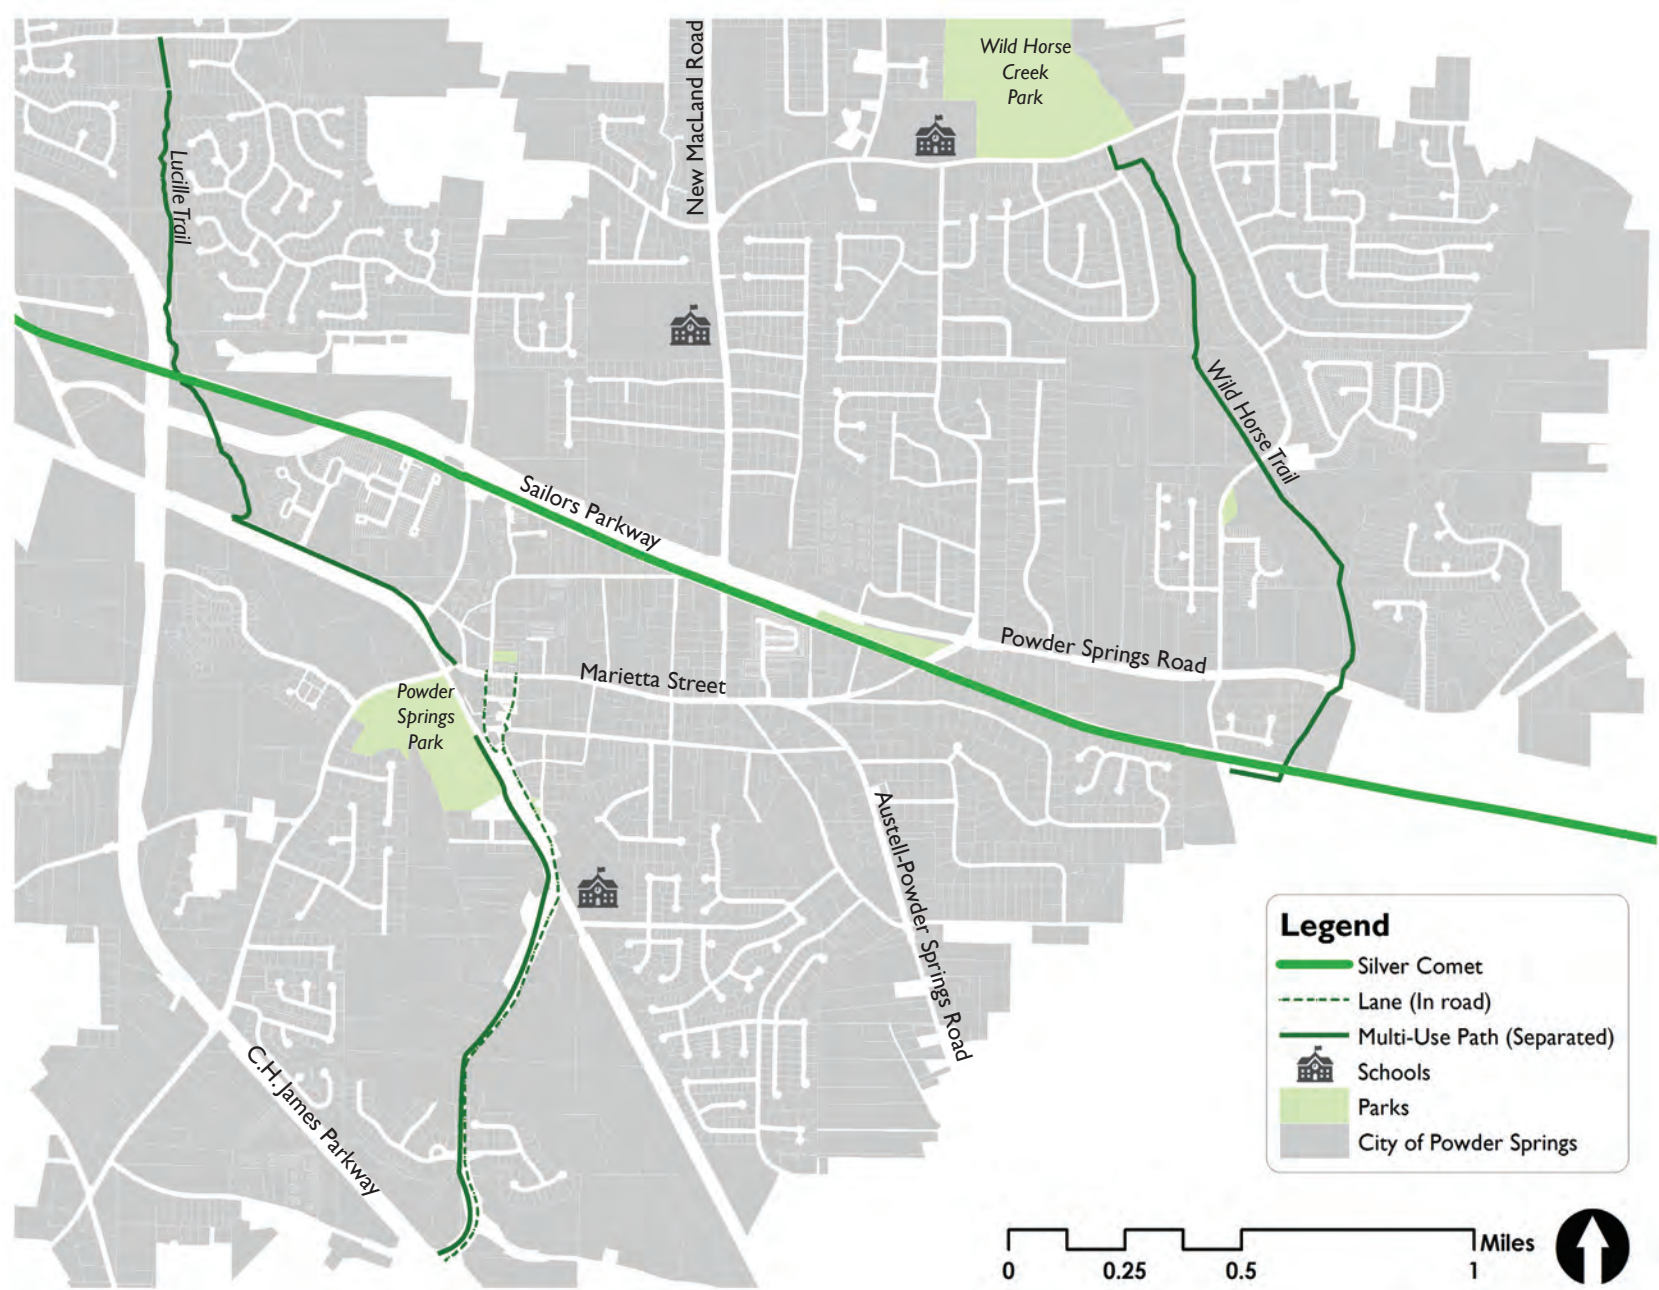 Wild Horse
Creek
Park
New MacLand Road
Lucille Trail
Wild Horse Trail
Sailors Parkway
Powder Springs Road
Marietta Street
Powder
Springs
Park
Austell-Powder Springs Road
C.H. James Parkway
Legend
Silver Comet
Lane (In road)
Multi-Use Path (Separated)
Schools
Parks
City of Powder Springs
Miles
0 0.25 0.5 1